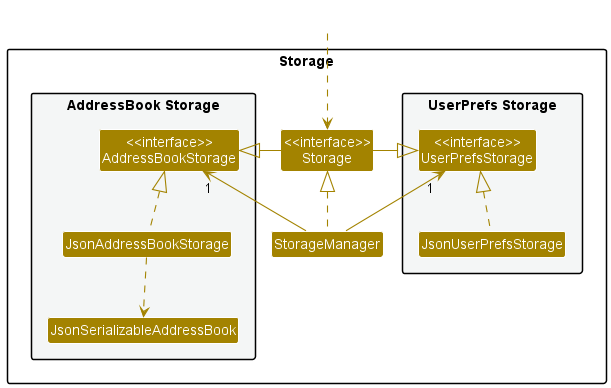 Storage
AddressBook Storage
UserPrefs Storage
<<interface>>
AddressBookStorage
<<interface>>
Storage
<<interface>>
UserPrefsStorage
1
1
JsonAddressBookStorage
StorageManager
JsonUserPrefsStorage
JsonSerializableAddressBook